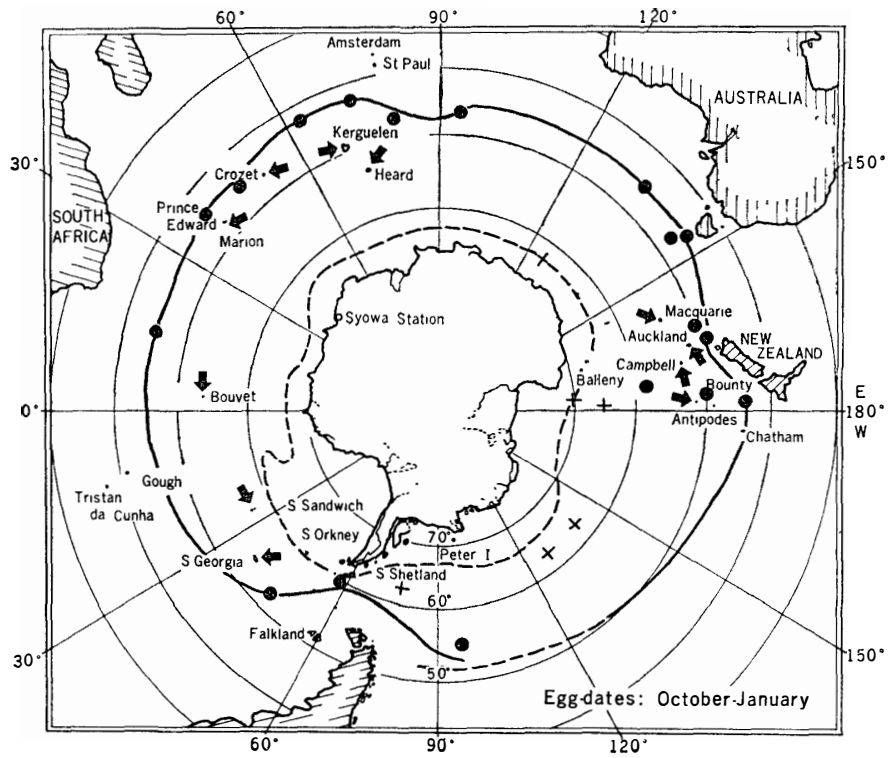 60°
90°
120°
Amsterdam
St Paul
AUSTRALIA
Kerguelen
30°
150°
Crozet
Heard
Prince
Edward
SOUTH
AFRICA
Marion
Syowa Station
Macquarie
Auckland
NEW
ZEALAND
Campbell
Balleny
Bounty
Bouvet
E
0°
180°
W
Antipodes
Chatham
Gough
Tristan
da Cunha
S Sandwich
S Orkney
70°
Peter I
S Georgia
S Shetland
60°
Falkland
30°
150°
50°
Egg-dates: October-January
60°
90°
120°